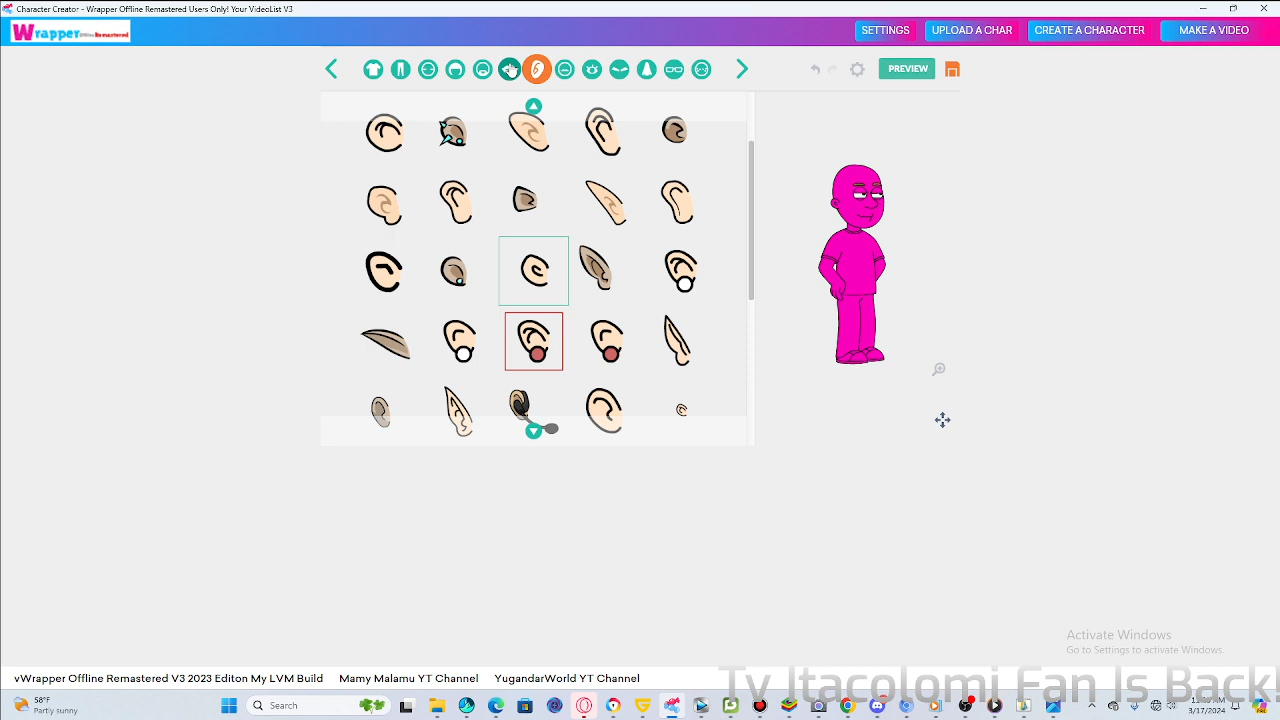 Character Creator - Wrapper Offline Remastered Users Only! Your VideoList V3
Wrapper Offline Remastered
SETTINGS
UPLOAD A CHAR
CREATE A CHARACTER
MAKE A VIDEO
PREVIEW
Activate Windows
Go to Settings to activate Windows.
vWrapper Offline Remastered V3 2023 Editon My LVM Build
Mamy Malamu YT Channel
YugandarWorld YT Channel
Tv Itacolomi Fan Is Back
58°F
Partly sunny
Search
3/17/2024